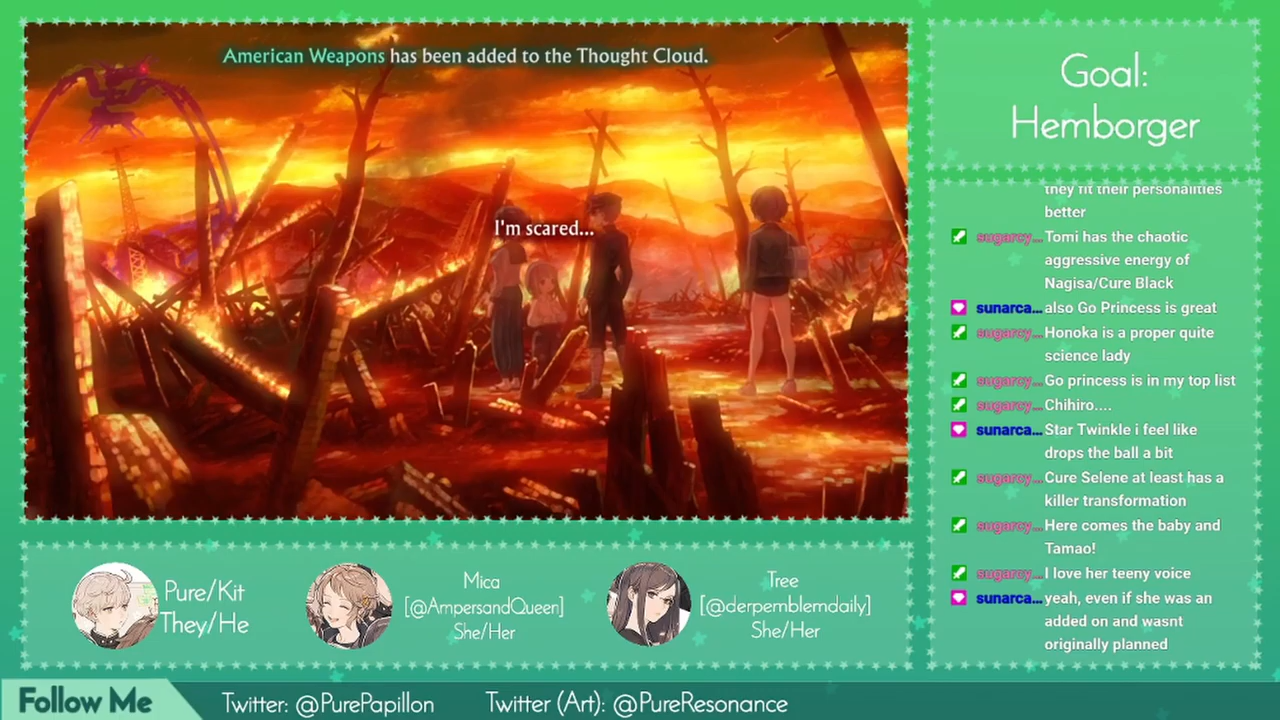 American Weapons has been added to the Thought Cloud.
I'm scared...
Goal:
Hemborger
they fit their personalities
better
sugarcy... Tomi has the chaotic
aggressive energy of
Nagisa/Cure Black
sunarca... also Go Princess is great
sugarcy... Honoka is a proper quite
science lady
sugarcy... Go princess is in my top list
sugarcy... Chihiro....
sunarca... Star Twinkle i feel like
drops the ball a bit
sugarcy... Cure Selene at least has a
killer transformation
sugarcy... Here comes the baby and
Tamao!
sugarcy... I love her teeny voice
sunarca... yeah, even if she was an
added on and wasnt
originally planned
Pure/Kit
They/He
Mica
[@AmpersandQueen]
She/Her
Tree
[@derpemblemdaily]
She/Her
Follow Me
Twitter: @PurePapillon
Twitter (Art): @PureResonance